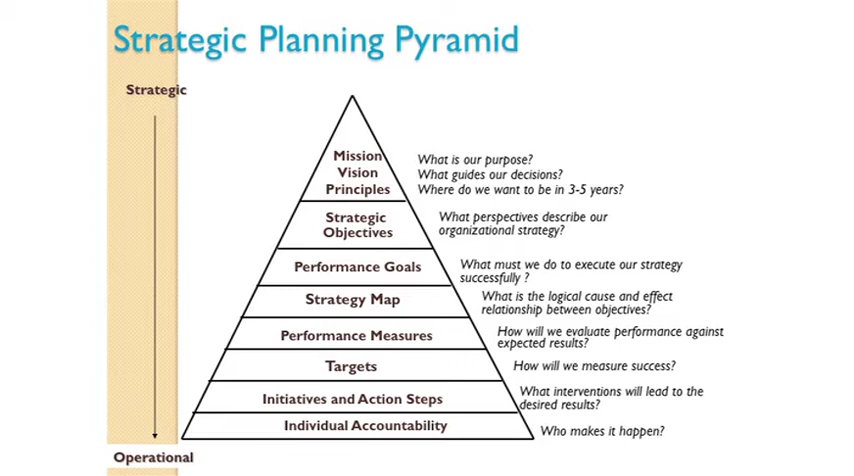 Strategic Planning Pyramid
Strategic
Mission
Vision
Principles
What is our purpose?
What guides our decisions?
Where do we want to be in 3-5 years?
Strategic
Objectives
What perspectives describe our
organizational strategy?
Performance Goals
What must we do to execute our strategy
successfully ?
Strategy Map
What is the logical cause and effect
relationship between objectives?
Performance Measures
How will we evaluate performance against
expected results?
Targets
How will we measure success?
Initiatives and Action Steps
What interventions will lead to the
desired results?
Individual Accountability
Who makes it happen?
Operational